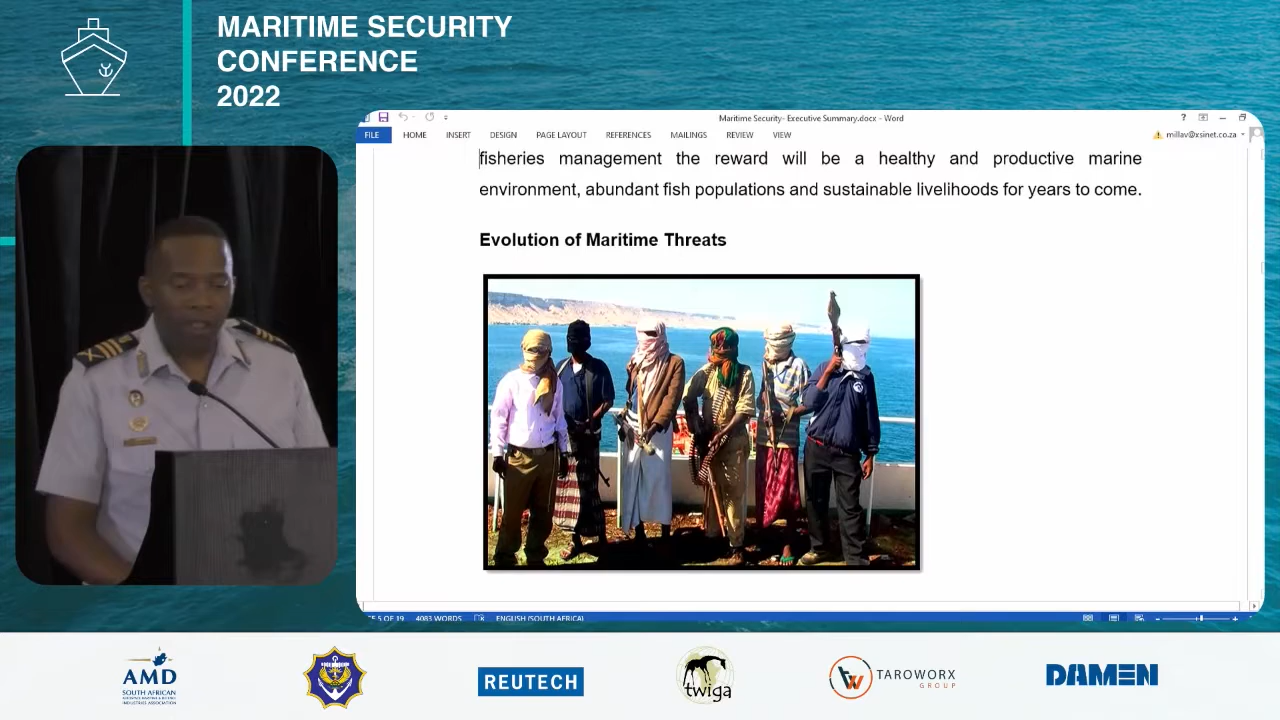 MARITIME SECURITY
CONFERENCE
2022
Maritime Security- Executive Summary.docx - Word
FILE HOME INSERT DESIGN PAGE LAYOUT REFERENCES MAILINGS REVIEW VIEW
millav@xsinet.co.za
fisheries management the reward will be a healthy and productive marine
environment, abundant fish populations and sustainable livelihoods for years to come.
Evolution of Maritime Threats
5 OF 19 4083 WORDS ENGLISH (SOUTH AFRICA)
AMD
SOUTH AFRICAN
REUTECH
twiga
TAROWORX
GROUP
DAMEN